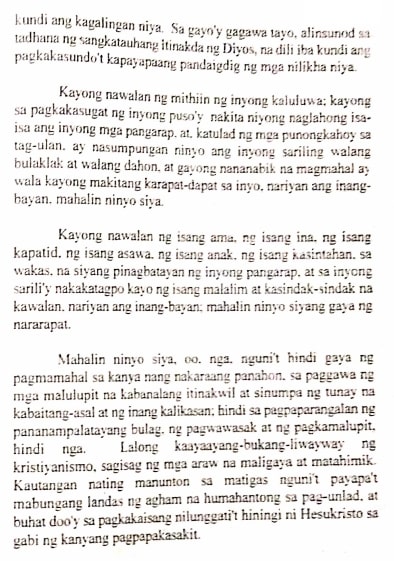 kundi ang kagalingan niya. Sa gayo'y gagawa tayo, alinsunod sa
tadhana ng sangkatauhang itinakda ng Diyos, na dili iba kundi ang
pagkakasundo't kapayapaang pandaigdig ng mga nilikha niya.
Kayong nawalan ng mithiin ng inyong kaluluwa; kayong
sa pagkakasugat ng inyong puso'y nakita niyong naglahong isa-
isa ang inyong mga pangarap, at, katulad ng mga punongkahoy sa
tag-ulan, ay nasumpungan ninyo ang inyong sariling walang
bulaklak at walang dahon, at gayong nananabik na magmahal ay
wala kayong makitang karapat-dapat sa inyo, nariyan ang inang-
bayan, mahalin ninyo siya.
Kayong nawalan ng isang ama, ng isang ina, ng isang
kapatid, ng isang asawa, ng isang anak, ng isang kasintahan, sa
wakas, na siyang pinagbatayan ng inyong pangarap, at sa inyong
sarili'y nakakatagpo kayo ng isang malalim at kasindak-sindak na
kawalan, nariyan ang inang-bayan; mahalin ninyo siyang gaya ng
nararapat.
Mahalin ninyo siya, oo, nga, nguni't hindi gaya ng
pagmamahal sa kanya nang nakaraang panahon, sa paggawa ng
mga malulupit na kabanalang itinakwil at sinumpa ng tunay na
kabaitang-asal at ng inang kalikasan; hindi sa pagpaparangalan ng
pananampalatayang bulag, ng pagwawasak at ng pagkamalupit,
hindi nga. Lalong kaayaayang-bukang-liwayway ng
kristiyanismo, sagisag ng mga araw na maligaya at matahimik.
Kautangan nating manunton sa matigas nguni't payapa't
mabungang landas ng agham na humahantong sa pag-unlad, at
buhat doo'y sa pagkakaisang nilunggati't hiningi ni Hesukristo sa
gabi ng kanyang pagpapakasakit.